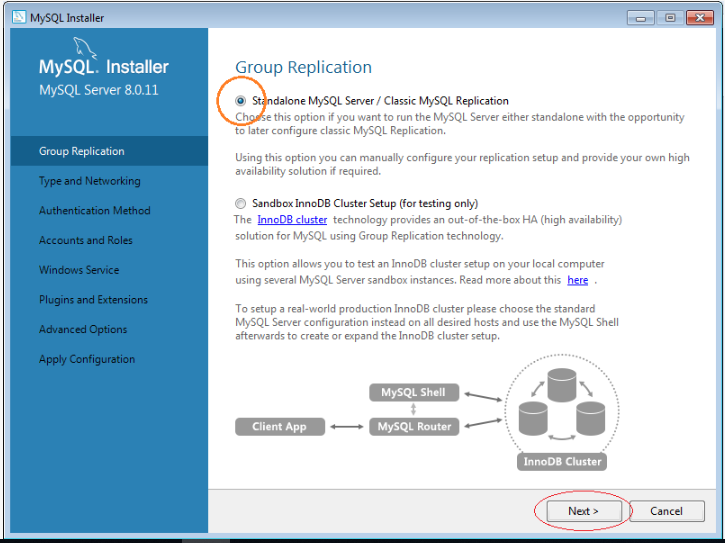 MySQL Installer
MySQL. Installer
MySQL Server 8.0.11
Group Replication
Type and Networking
Authentication Method
Accounts and Roles
Windows Service
Plugins and Extensions
Advanced Options
Apply Configuration
Group Replication
Standalone MySQL Server / Classic MySQL Replication
Choose this option if you want to run the MySQL Server either standalone with the opportunity
to later configure classic MySQL Replication.
Using this option you can manually configure your replication setup and provide your own high
availability solution if required.
Sandbox InnoDB Cluster Setup (for testing only)
The InnoDB cluster technology provides an out-of-the-box HA (high availability)
solution for MySQL using Group Replication technology.
This option allows you to test an InnoDB cluster setup on your local computer
using several MySQL Server sandbox instances. Read more about this here .
To setup a real-world production InnoDB cluster please choose the standard
MySQL Server configuration instead on all desired hosts and use the MySQL Shell
afterwards to create or expand the InnoDB cluster setup.
MySQL Shell
Client App
MySQL Router
InnoDB Cluster
Next >
Cancel